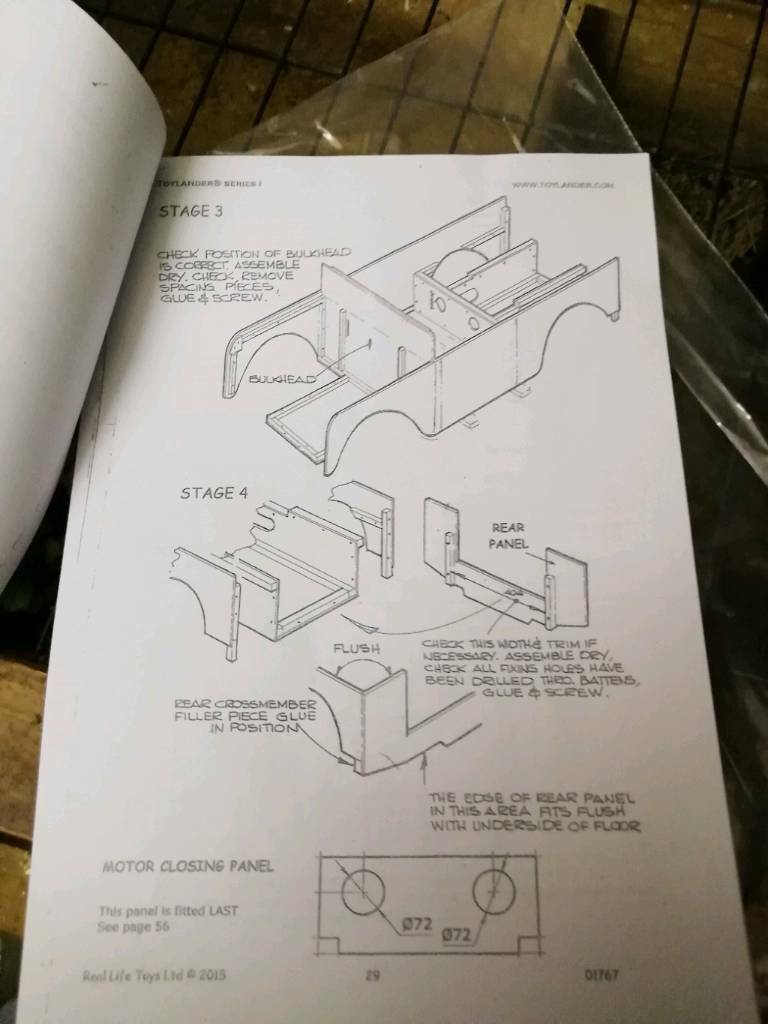 TOYLANDER® SERIES I
WWW.TOYLANDER.COM
STAGE 3
CHECK POSITION OF BULKHEAD
IS CORRECT, ASSEMBLE
DRY. CHECK, REMOVE
SPACING PIECES,
GLUE & SCREW.
BULKHEAD
STAGE 4
REAR
PANEL
404
CHECK THIS WIDTH & TRIM IF
NECESSARY. ASSEMBLE DRY,
CHECK ALL FIXING HOLES HAVE
BEEN DRILLED THRO. BATTENS,
GLUE & SCREW.
FLUSH
REAR CROSSMEMBER
FILLER PIECE GLUE
IN POSITION
THE EDGE OF REAR PANEL
IN THIS AREA FITS FLUSH
WITH UNDERSIDE OF FLOOR
MOTOR CLOSING PANEL
This panel is fitted LAST
See page 56
Ø72
Ø72
Real Life Toys Ltd © 2015
29
01767